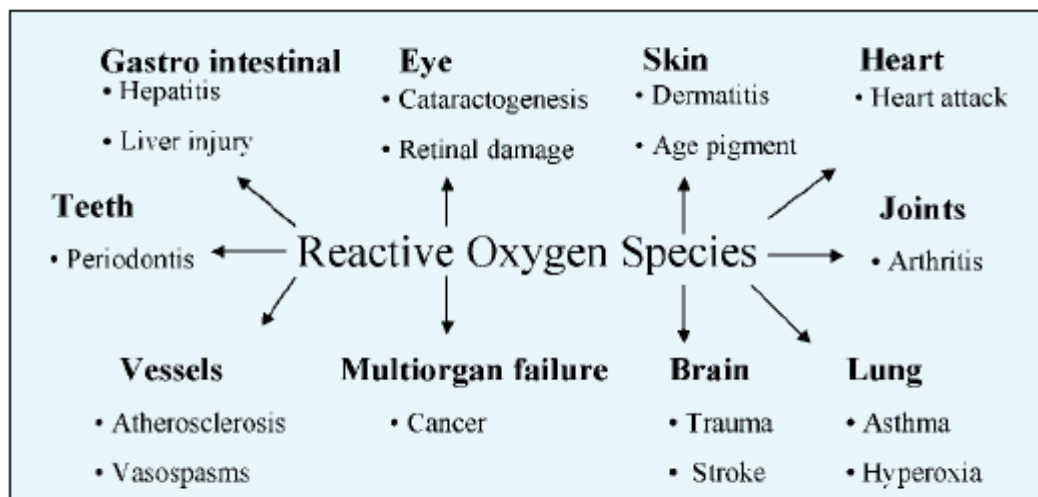 Gastro intestinal
• Hepatitis
• Liver injury
Eye
• Cataractogenesis
• Retinal damage
Skin
• Dermatitis
• Age pigment
Heart
• Heart attack
Teeth
• Periodontis
Reactive Oxygen Species
Joints
• Arthritis
Vessels
• Atherosclerosis
• Vasospasms
Multiorgan failure
• Cancer
Brain
• Trauma
• Stroke
Lung
• Asthma
• Hyperoxia